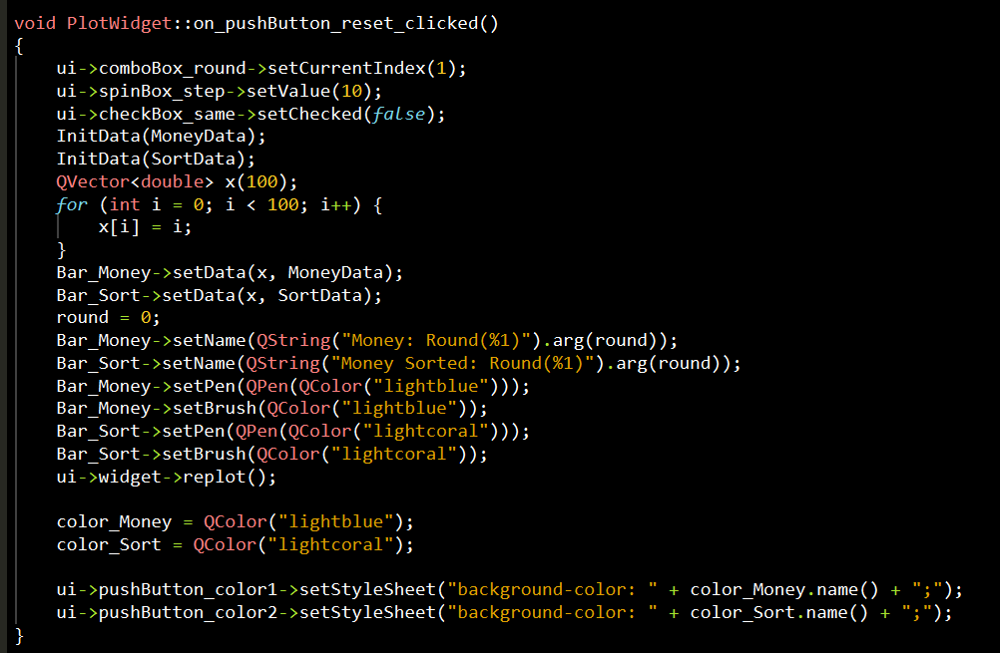 void PlotWidget::on_pushButton_reset_clicked()
{
    ui->comboBox_round->setCurrentIndex(1);
    ui->spinBox_step->setValue(10);
    ui->checkBox_same->setChecked(false);
    InitData(MoneyData);
    InitData(SortData);
    QVector<double> x(100);
    for (int i = 0; i < 100; i++) {
        x[i] = i;
    }
    Bar_Money->setData(x, MoneyData);
    Bar_Sort->setData(x, SortData);
    round = 0;
    Bar_Money->setName(QString("Money: Round(%1)").arg(round));
    Bar_Sort->setName(QString("Money Sorted: Round(%1)").arg(round));
    Bar_Money->setPen(QPen(QColor("lightblue")));
    Bar_Money->setBrush(QColor("lightblue"));
    Bar_Sort->setPen(QPen(QColor("lightcoral")));
    Bar_Sort->setBrush(QColor("lightcoral"));
    ui->widget->replot();

    color_Money = QColor("lightblue");
    color_Sort = QColor("lightcoral");

    ui->pushButton_color1->setStyleSheet("background-color: " + color_Money.name() + ";");
    ui->pushButton_color2->setStyleSheet("background-color: " + color_Sort.name() + ";");
}